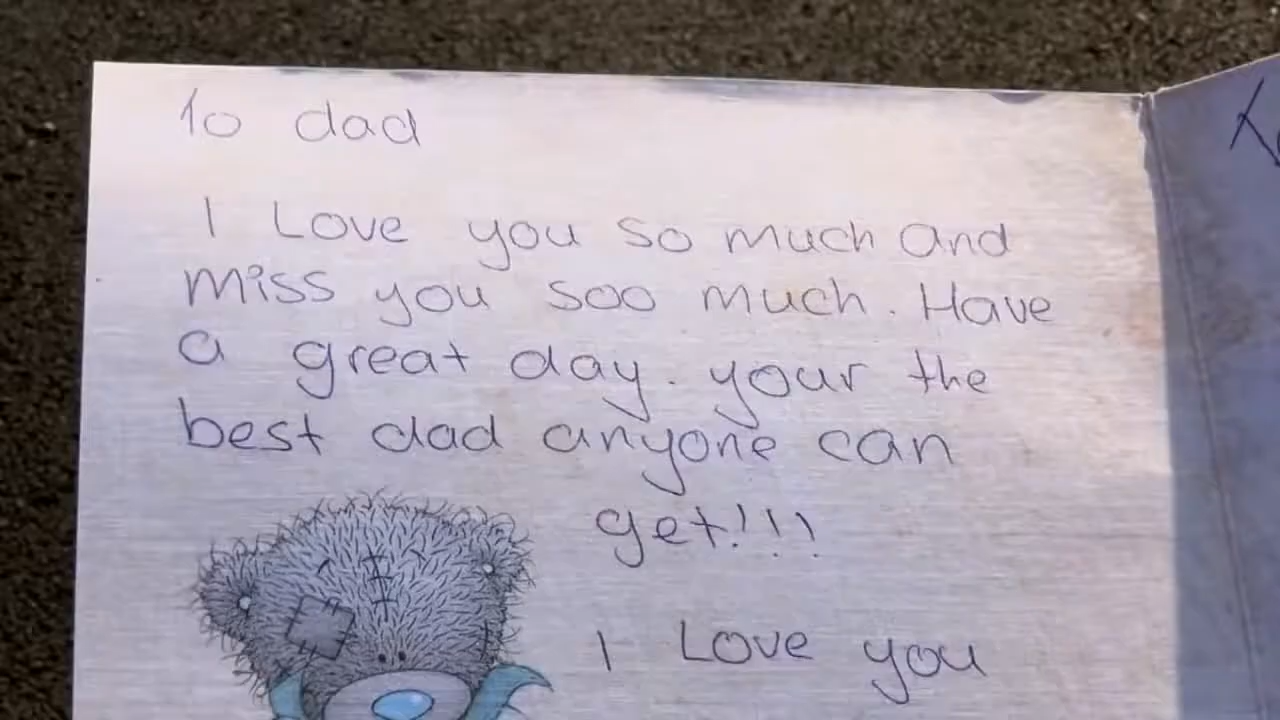 To dad
I Love you so much and
miss you soo much. Have
a great day. your the
best dad anyone can
get!!!
I Love you